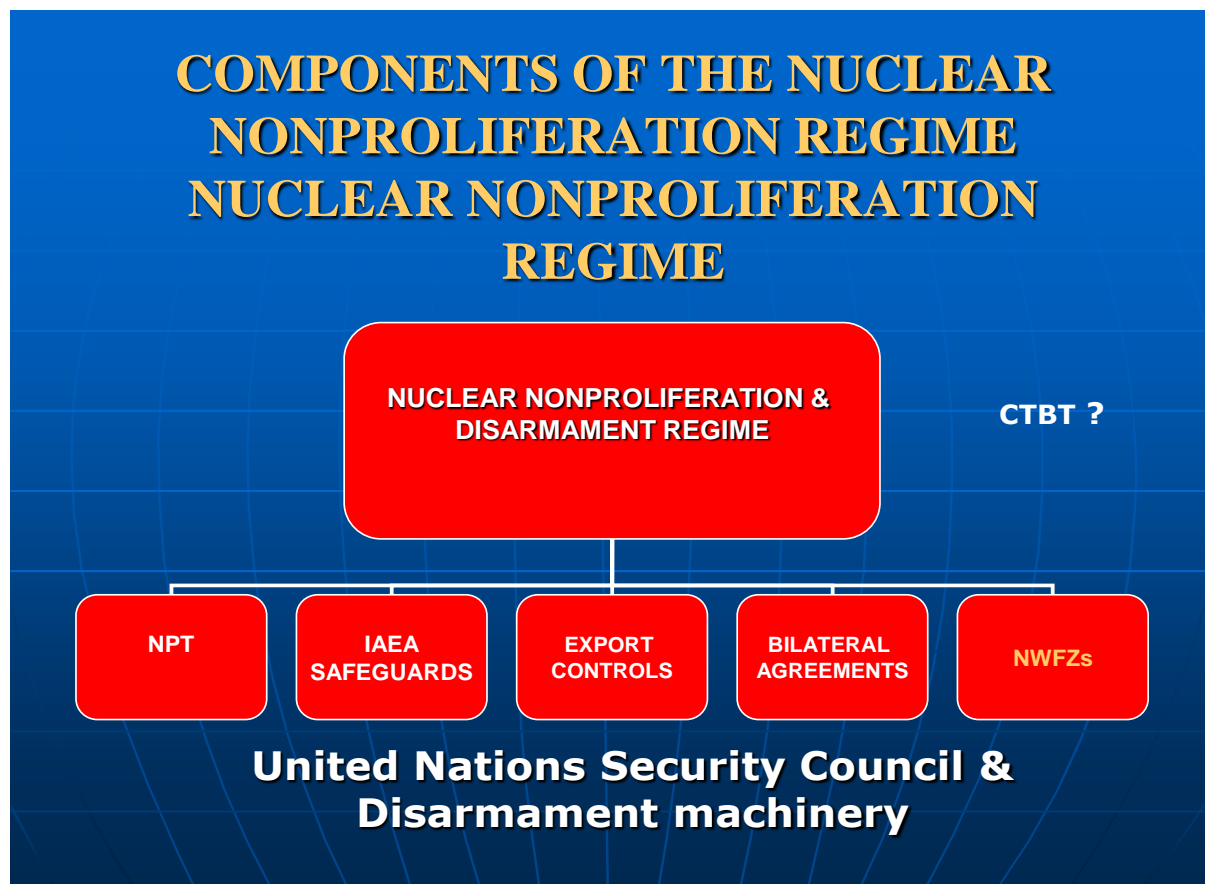 COMPONENTS OF THE NUCLEAR
NONPROLIFERATION REGIME
NUCLEAR NONPROLIFERATION
REGIME
NUCLEAR NONPROLIFERATION &
DISARMAMENT REGIME
CTBT ?
NPT
IAEA
SAFEGUARDS
EXPORT
CONTROLS
BILATERAL
AGREEMENTS
NWFZs
United Nations Security Council &
Disarmament machinery